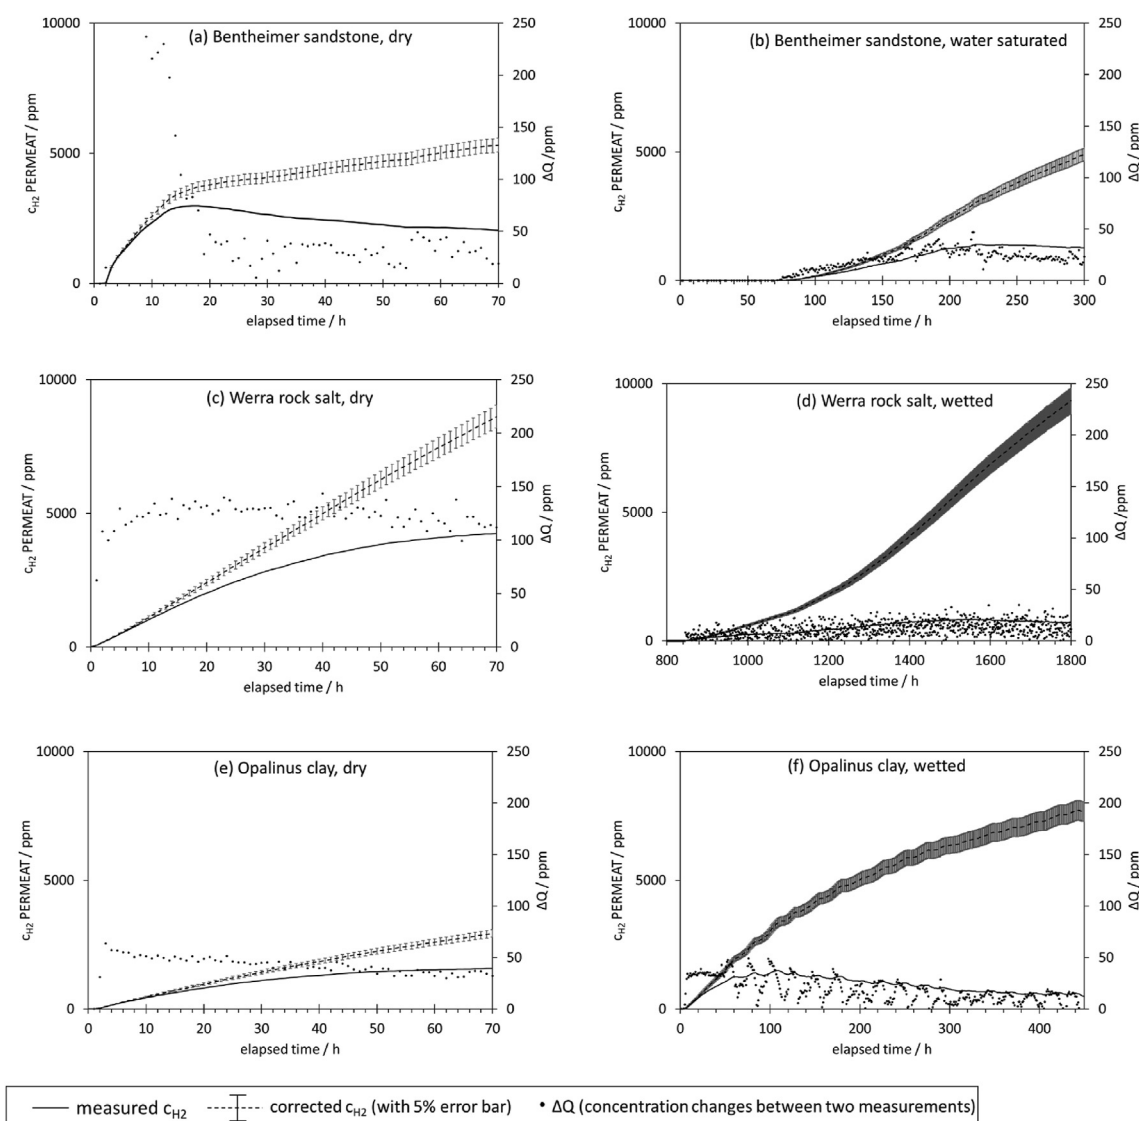 (a) Bentheimer sandstone, dry
10000
5000
0
cH2 PERMEAT / ppm
250
200
150
100
50
0
ΔQ /ppm
0 10 20 30 40 50 60 70
elapsed time / h
(b) Bentheimer sandstone, water saturated
10000
5000
0
cH2 PERMEAT / ppm
250
200
150
100
50
0
ΔQ / ppm
0 50 100 150 200 250 300
elapsed time / h
(c) Werra rock salt, dry
10000
5000
0
cH2 PERMEAT / ppm
250
200
150
100
50
0
ΔQ / ppm
0 10 20 30 40 50 60 70
elapsed time / h
(d) Werra rock salt, wetted
10000
5000
0
cH2 PERMEAT / ppm
250
200
150
100
50
0
ΔQ /ppm
800 1000 1200 1400 1600 1800
elapsed time / h
(e) Opalinus clay, dry
10000
5000
0
cH2 PERMEAT / ppm
250
200
150
100
50
0
ΔQ / ppm
0 10 20 30 40 50 60 70
elapsed time / h
(f) Opalinus clay, wetted
10000
5000
0
cH2 PERMEAT / ppm
250
200
150
100
50
0
ΔQ / ppm
0 100 200 300 400
elapsed time / h
measured cH2 corrected cH2 (with 5% error bar) • ΔQ (concentration changes between two measurements)